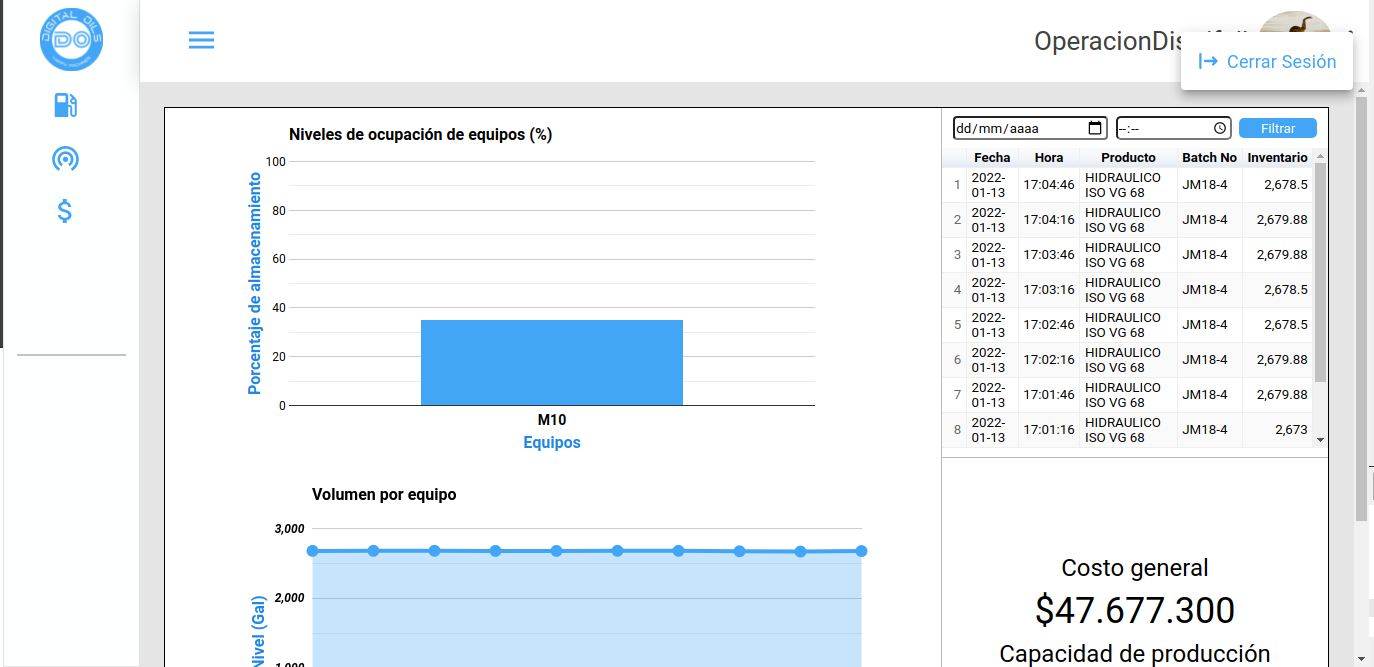 DIGITAL OILS
DO
Cerrar Sesión
Niveles de ocupación de equipos (%)
100
80
60
40
20
0
Porcentaje de almacenamiento
M10
Equipos
Volumen por equipo
3,000
2,000
1,000
Nivel (Gal)
dd/mm/aaaa
--:--
Filtrar
Fecha Hora Producto Batch No Inventario
1 2022-01-13 17:04:46 HIDRAULICO ISO VG 68 JM18-4 2,678.5
2 2022-01-13 17:04:16 HIDRAULICO ISO VG 68 JM18-4 2,679.88
3 2022-01-13 17:03:46 HIDRAULICO ISO VG 68 JM18-4 2,679.88
4 2022-01-13 17:03:16 HIDRAULICO ISO VG 68 JM18-4 2,678.5
5 2022-01-13 17:02:46 HIDRAULICO ISO VG 68 JM18-4 2,678.5
6 2022-01-13 17:02:16 HIDRAULICO ISO VG 68 JM18-4 2,679.88
7 2022-01-13 17:01:46 HIDRAULICO ISO VG 68 JM18-4 2,679.88
8 2022-01-13 17:01:16 HIDRAULICO ISO VG 68 JM18-4 2,673
Costo general
$47.677.300
Capacidad de producción